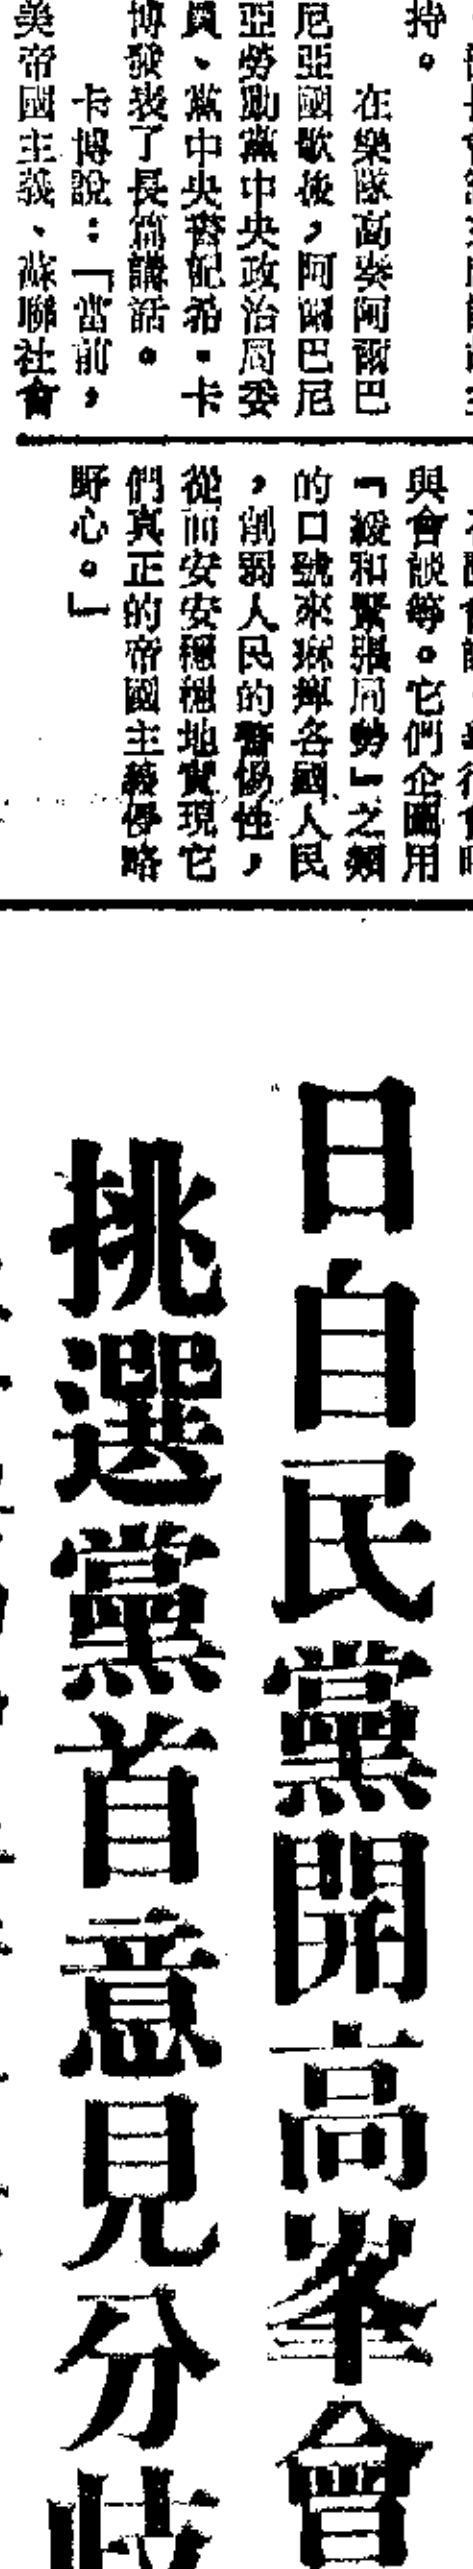 持。
在樂隊高奏阿爾巴
尼亞國歌後，阿爾巴尼
亞勞動黨中央政治局委
員、黨中央書記希·卡
博發表了長篇講話。
卡博說：「當前，
美帝國主義、蘇聯社會
與會談等。它們企圖用
『緩和緊張局勢』之類
的口號來麻痺各國人民
，削弱人民的警惕性，
從而安安穩穩地實現它
們真正的帝國主義侵略
野心。」
日自民黨開高峯會
挑選黨首意見分歧